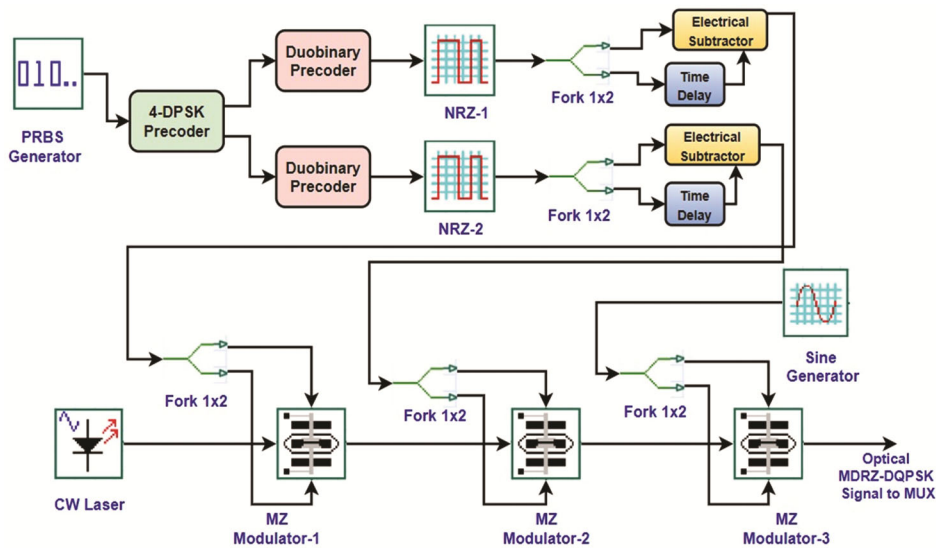 Electrical
Subtractor
Duobinary
Precoder
010..
Time
Delay
Fork 1x2
NRZ-1
4-DPSK
Precoder
PRBS
Generator
Electrical
Subtractor
Duobinary
Precoder
Time
Delay
Fork 1x2
NRZ-2
Sine
Generator
Fork 1x2
Fork 1x2
Fork 1x2
Optical
MDRZ-DQPSK
Signal to MUX
CW Laser
MZ
Modulator-1
MZ
Modulator-2
MZ
Modulator-3